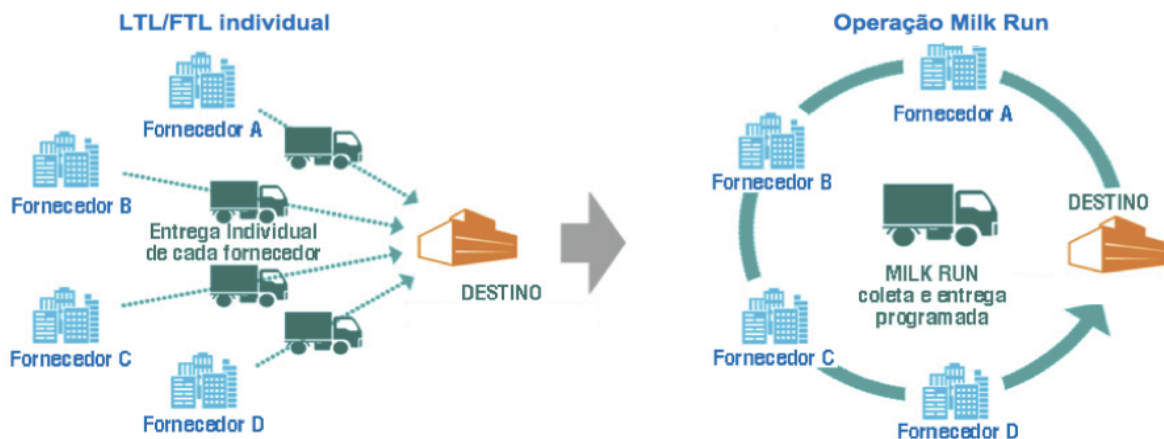 LTL/FTL individual
Fornecedor A
Fornecedor B
Entrega Individual
de cada fornecedor
DESTINO
Fornecedor C
Fornecedor D
Operação Milk Run
Fornecedor A
Fornecedor B
DESTINO
MILK RUN
coleta e entrega
programada
Fornecedor C
Fornecedor D